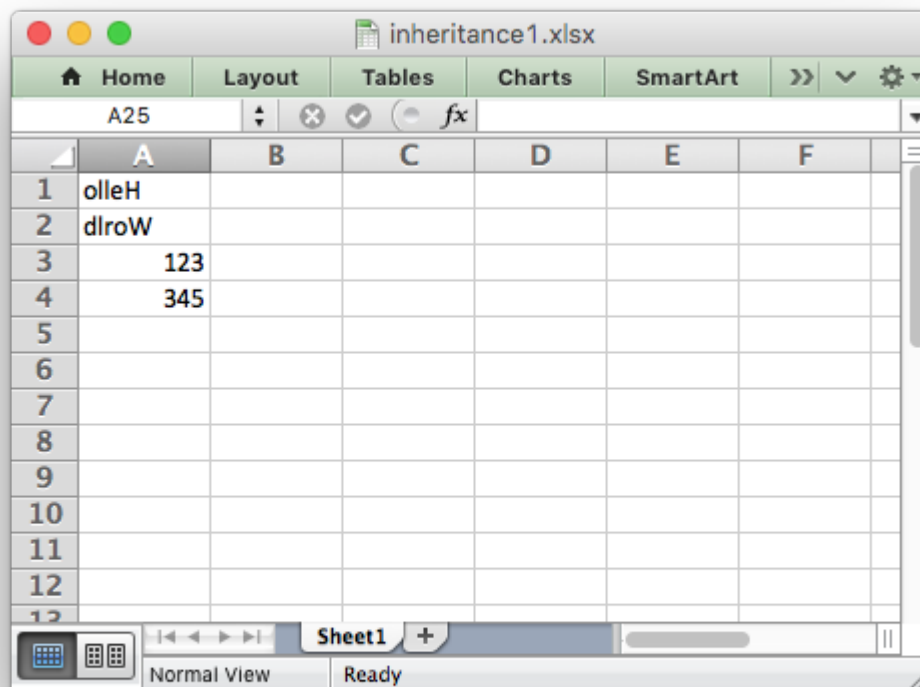 inheritance1.xlsx
Home Layout Tables Charts SmartArt
A25 fx
A B C D E F
1 olleH
2 dlroW
3 123
4 345
5
6
7
8
9
10
11
12
13
Sheet1 +
Normal View Ready